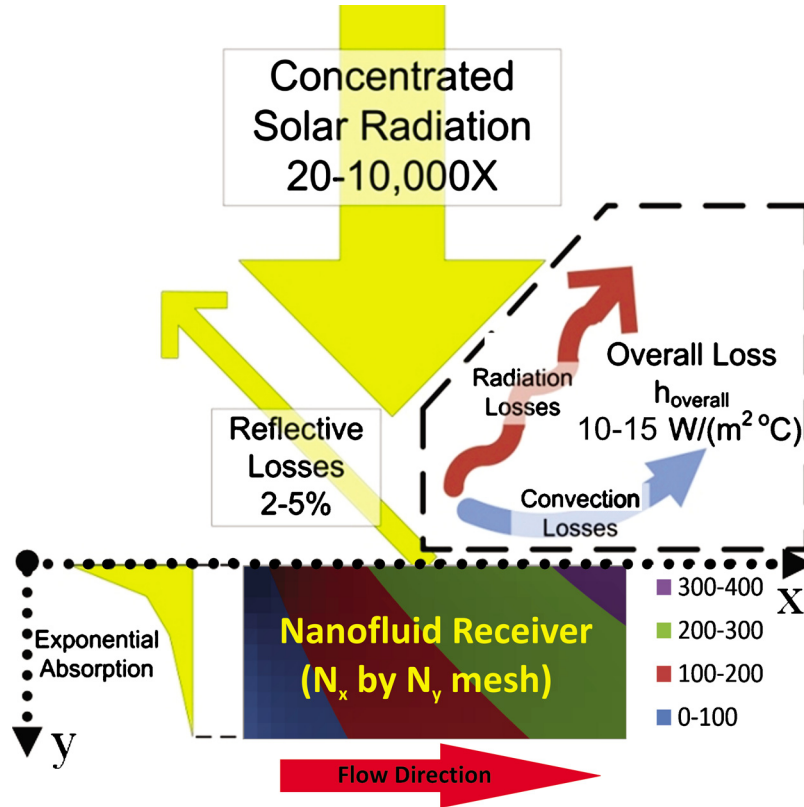 Concentrated
Solar Radiation
20-10,000X
Reflective
Losses
2-5%
Radiation
Losses
Overall Loss
h_overall
10-15 W/(m² °C)
Convection
Losses
x
Exponential
Absorption
y
Nanofluid Receiver
(Nₓ by N_y mesh)
300-400
200-300
100-200
0-100
Flow Direction